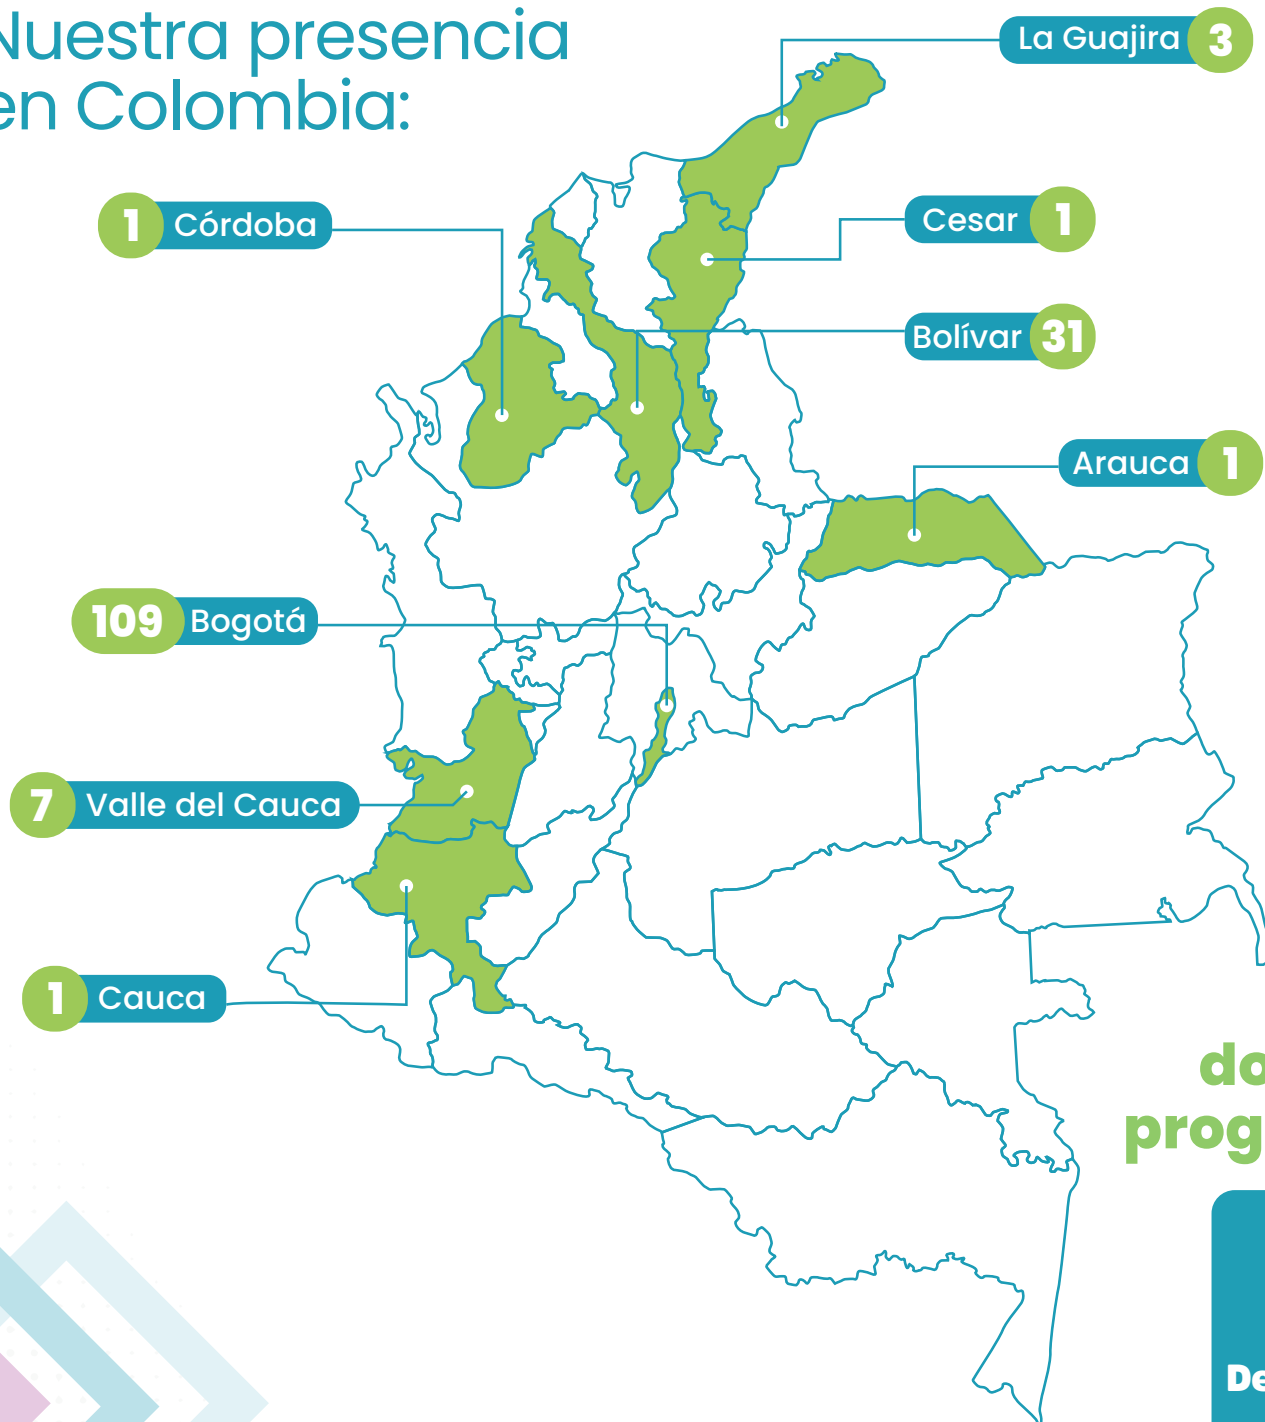 Nuestra presencia
en Colombia:
La Guajira 3
1 Córdoba
Cesar 1
Bolívar 31
Arauca 1
109 Bogotá
7 Valle del Cauca
1 Cauca